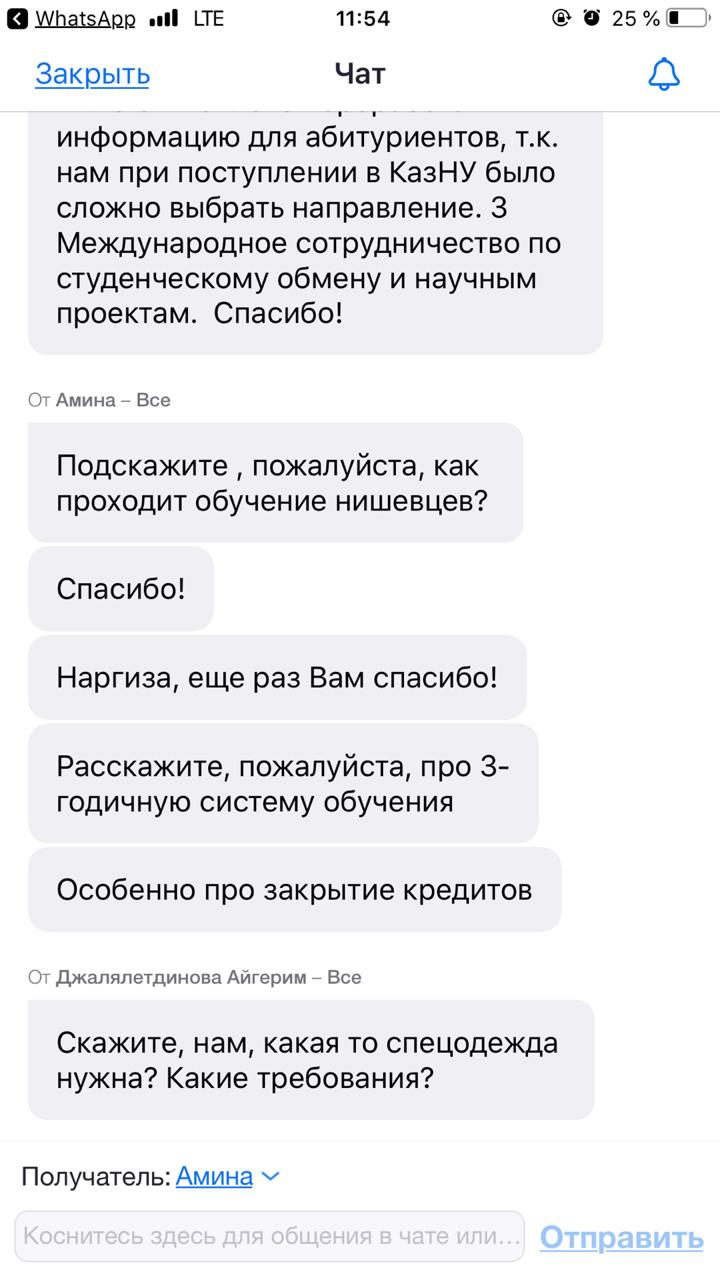 WhatsApp LTE 11:54 25 %
Закрыть Чат
информацию для абитуриентов, т.к.
нам при поступлении в КазНУ было
сложно выбрать направление. 3
Международное сотрудничество по
студенческому обмену и научным
проектам.  Спасибо!
От Амина – Все
Подскажите , пожалуйста, как
проходит обучение нишевцев?
Спасибо!
Наргиза, еще раз Вам спасибо!
Расскажите, пожалуйста, про 3-
годичную систему обучения
Особенно про закрытие кредитов
От Джалялетдинова Айгерим – Все
Скажите, нам, какая то спецодежда
нужна? Какие требования?
Получатель: Амина
Коснитесь здесь для общения в чате или... Отправить